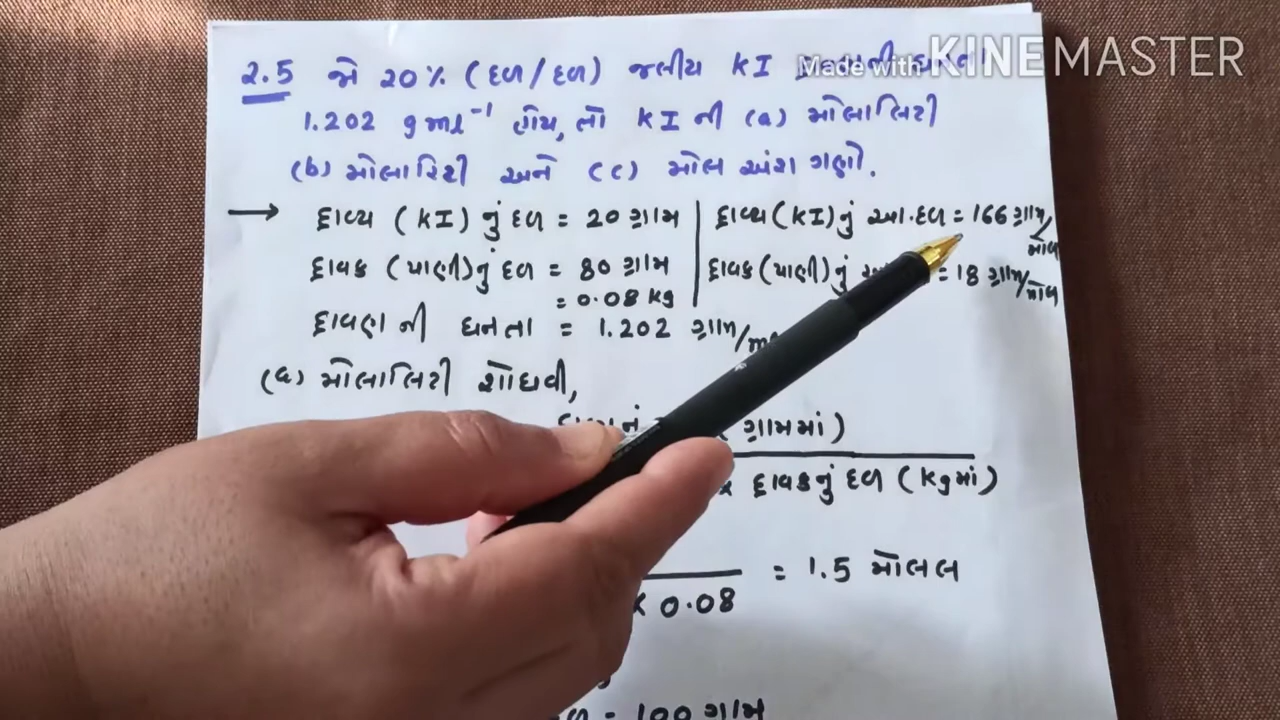 Made with KINEMASTER
2.5 જો 20% (દળ/દળ) જલીય KI
1.202 g ml⁻¹ હોય, તો KI ની (a) મોલાલિટી
(b) મોલારિટી અને (c) મોલ અંશ ગણો.
→ દ્રાવ્ય (KI) નું દળ = 20 ગ્રામ | દ્રાવ્ય (KI) નું આ.દળ = 166 ગ્રામ/મોલ
દ્રાવક (પાણી) નું દળ = 80 ગ્રામ | દ્રાવક (પાણી) નું = 18 ગ્રામ/મોલ
= 0.08 kg
દ્રાવણ ની ઘનતા = 1.202 ગ્રામ/
(a) મોલાલિટી શોધવી,
ગ્રામમાં)
દ્રાવકનું દળ (Kg માં)
= 1.5 મોલલ
× 0.08
= 100 ગ્રામ